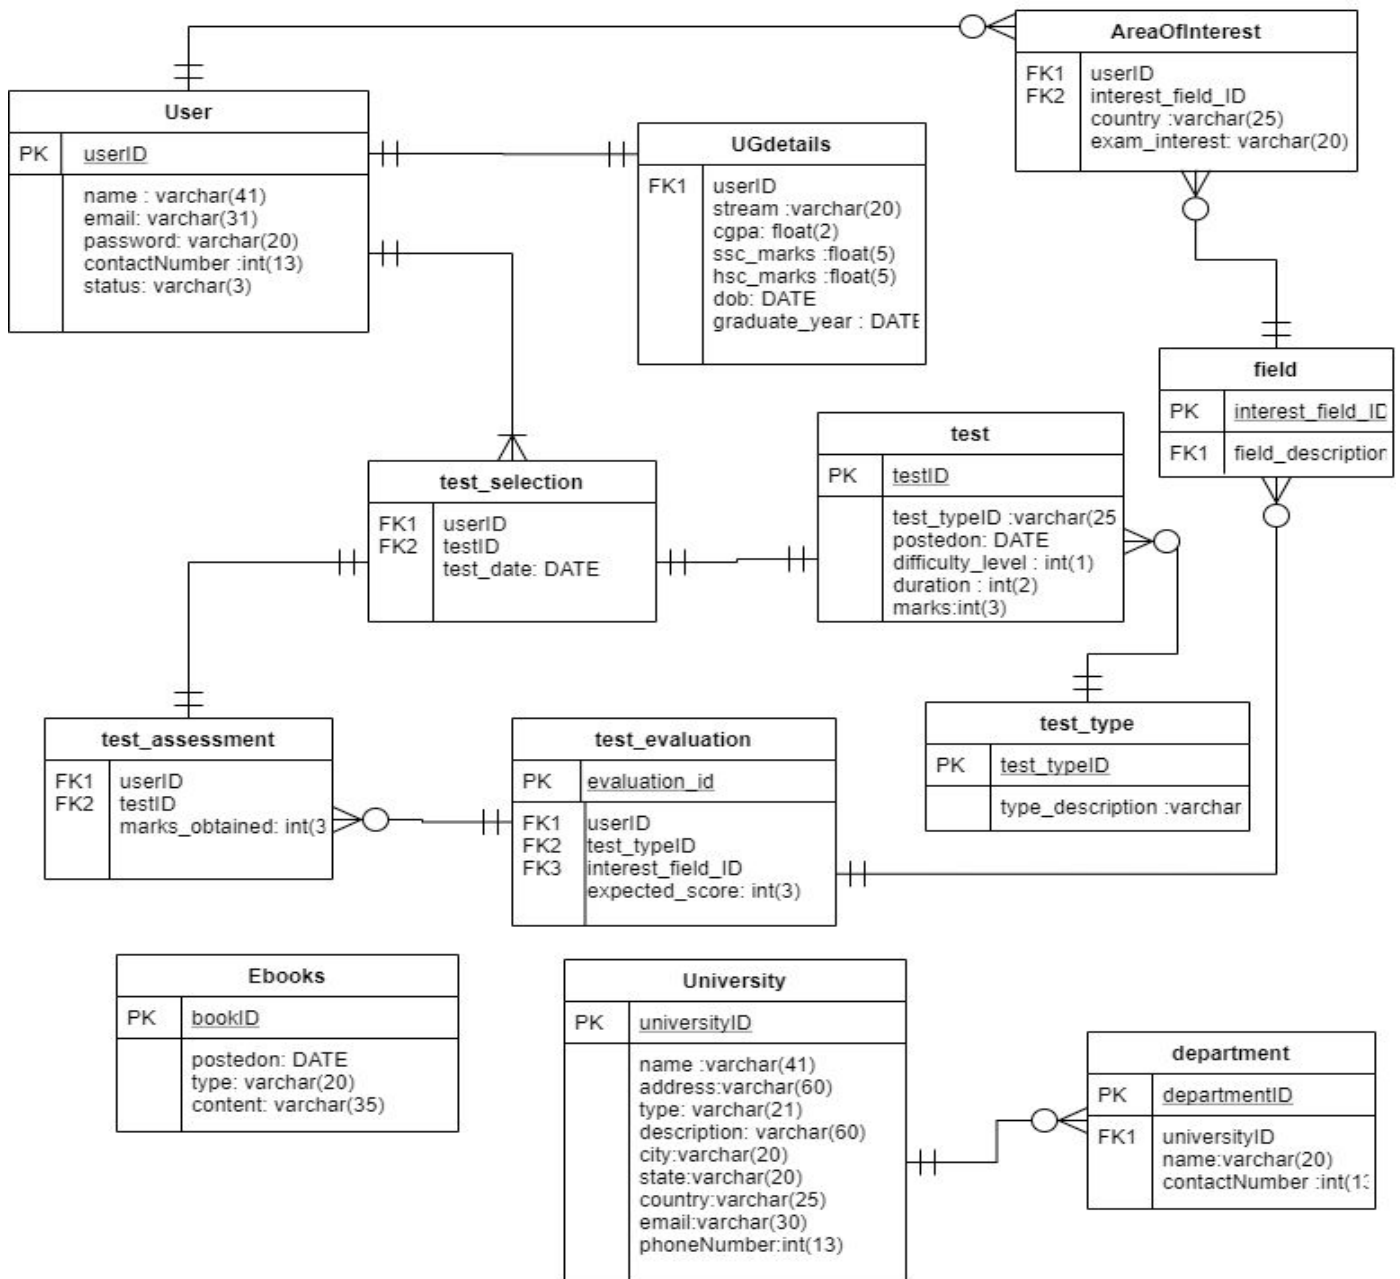 AreaOfInterest
FK1 userID
FK2 interest_field_ID
country :varchar(25)
exam_interest: varchar(20)
User
PK userID
name : varchar(41)
email: varchar(31)
password: varchar(20)
contactNumber :int(13)
status: varchar(3)
UGdetails
FK1 userID
stream :varchar(20)
cgpa: float(2)
ssc_marks :float(5)
hsc_marks :float(5)
dob: DATE
graduate_year : DATE
field
PK interest_field_ID
FK1 field_description
test
PK testID
test_typeID :varchar(25
postedon: DATE
difficulty_level : int(1)
duration : int(2)
marks:int(3)
test_selection
FK1 userID
FK2 testID
test_date: DATE
test_type
PK test_typeID
type_description :varchar
test_assessment
FK1 userID
FK2 testID
marks_obtained: int(3
test_evaluation
PK evaluation_id
FK1 userID
FK2 test_typeID
FK3 interest_field_ID
expected_score: int(3)
Ebooks
PK bookID
postedon: DATE
type: varchar(20)
content: varchar(35)
University
PK universityID
name :varchar(41)
address:varchar(60)
type: varchar(21)
description: varchar(60)
city:varchar(20)
state:varchar(20)
country:varchar(25)
email:varchar(30)
phoneNumber:int(13)
department
PK departmentID
FK1 universityID
name:varchar(20)
contactNumber :int(13